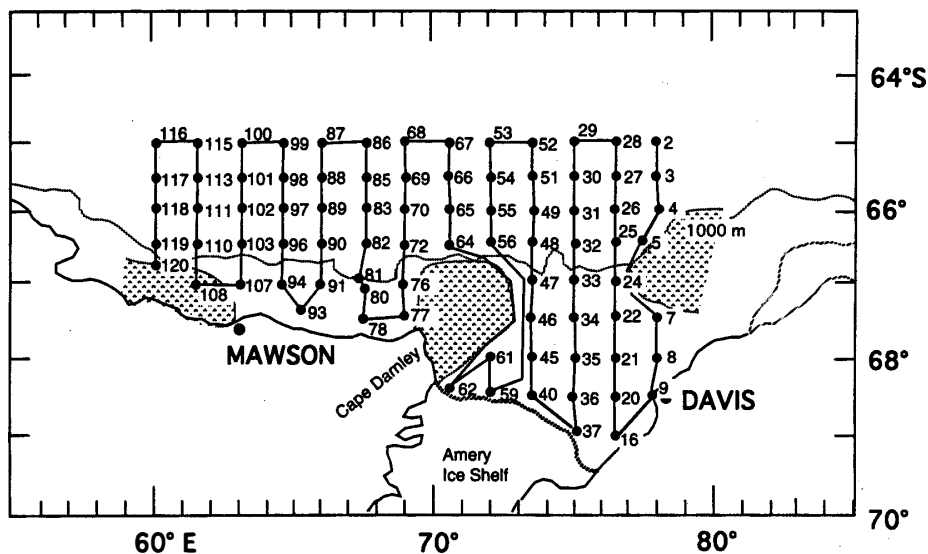 64°S
116 115 100 99 87 86 68 67 53 52 29 28 2
117 113 101 98 88 85 69 66 54 51 30 27 3
118 111 102 97 89 83 70 65 55 49 31 26 4
66°
119 110 103 96 90 82 72 64 56 48 32 25 5
1000 m
120 108 107 94 91 81 80 76 47 33 24
93 78 77 46 34 22 7
MAWSON
61 45 35 21 8
68°
Cape Darnley
62 59 40 36 20 9
DAVIS
37 16
Amery
Ice Shelf
70°
60° E 70° 80°